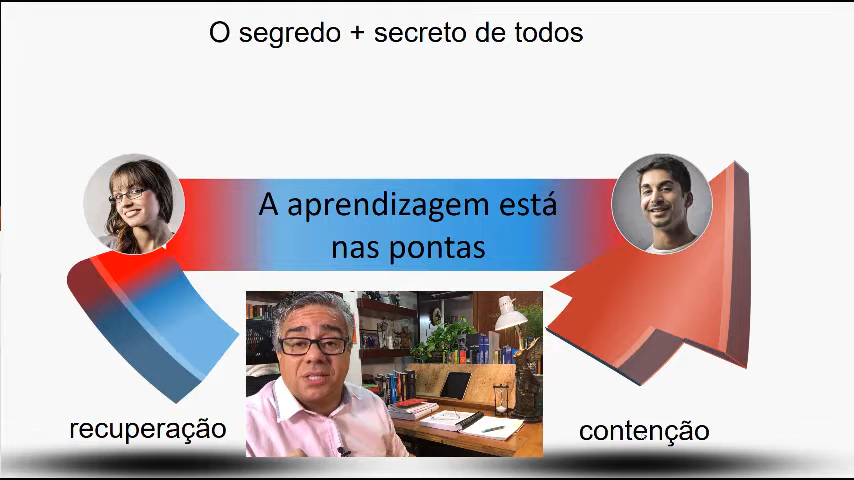 O segredo + secreto de todos
A aprendizagem está
nas pontas
recuperação
contenção